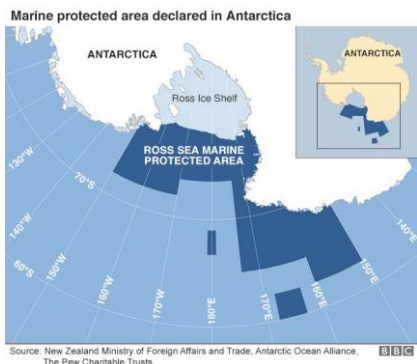 Marine protected area declared in Antarctica
ANTARCTICA
ANTARCTICA
Ross Ice Shelf
ROSS SEA MARINE
PROTECTED AREA
130°W
70°S
140°W
60°S
150°W
160°W
170°W
180°E
170°E
160°E
150°E
140°E
Source: New Zealand Ministry of Foreign Affairs and Trade, Antarctic Ocean Alliance,
The Pew Charitable Trusts
BBC